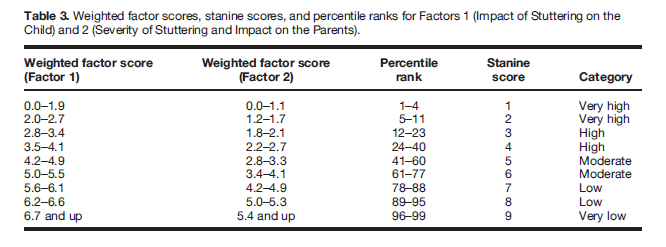 Table 3. Weighted factor scores, stanine scores, and percentile ranks for Factors 1 (Impact of Stuttering on the
Child) and 2 (Severity of Stuttering and Impact on the Parents).
Weighted factor score (Factor 1) Weighted factor score (Factor 2) Percentile rank Stanine score Category
0.0–1.9 0.0–1.1 1–4 1 Very high
2.0–2.7 1.2–1.7 5–11 2 Very high
2.8–3.4 1.8–2.1 12–23 3 High
3.5–4.1 2.2–2.7 24–40 4 High
4.2–4.9 2.8–3.3 41–60 5 Moderate
5.0–5.5 3.4–4.1 61–77 6 Moderate
5.6–6.1 4.2–4.9 78–88 7 Low
6.2–6.6 5.0–5.3 89–95 8 Low
6.7 and up 5.4 and up 96–99 9 Very low